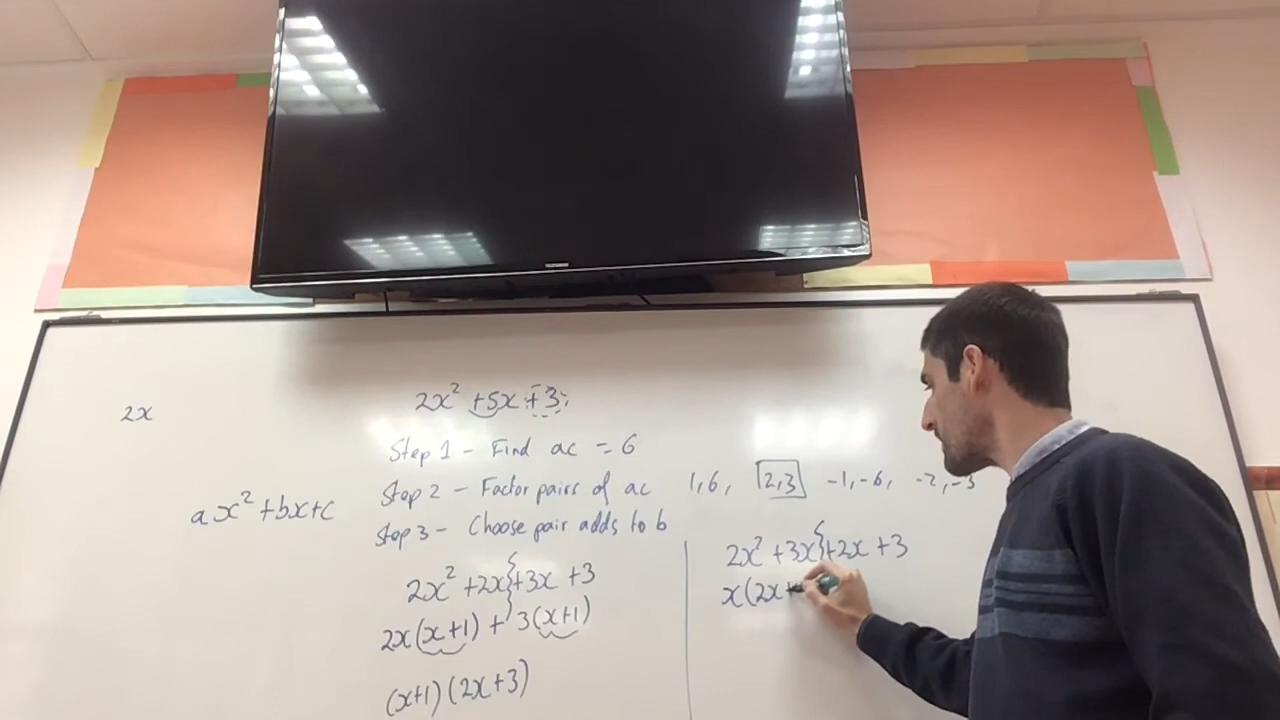 2x
2x² +5x +3
Step 1 - Find ac = 6
Step 2 - Factor pairs of ac 1,6, 2,3 -1,-6, -2,-3
ax² +bx+c
Step 3 - Choose pair adds to b
2x² +2x +3x +3
2x(x+1) + 3(x+1)
(x+1)(2x+3)
2x² +3x +2x +3
x(2x+